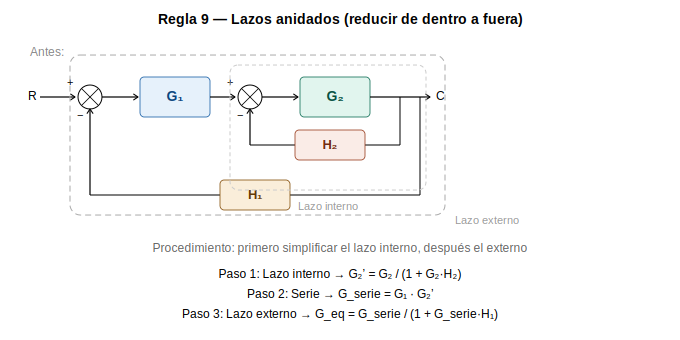 Regla 9 — Lazos anidados (reducir de dentro a fuera)
Antes:
R
+
−
G₁
+
−
G₂
C
H₂
H₁
Lazo interno
Lazo externo
Procedimiento: primero simplificar el lazo interno, después el externo
Paso 1: Lazo interno → G₂' = G₂ / (1 + G₂·H₂)
Paso 2: Serie → G_serie = G₁ · G₂'
Paso 3: Lazo externo → G_eq = G_serie / (1 + G_serie·H₁)